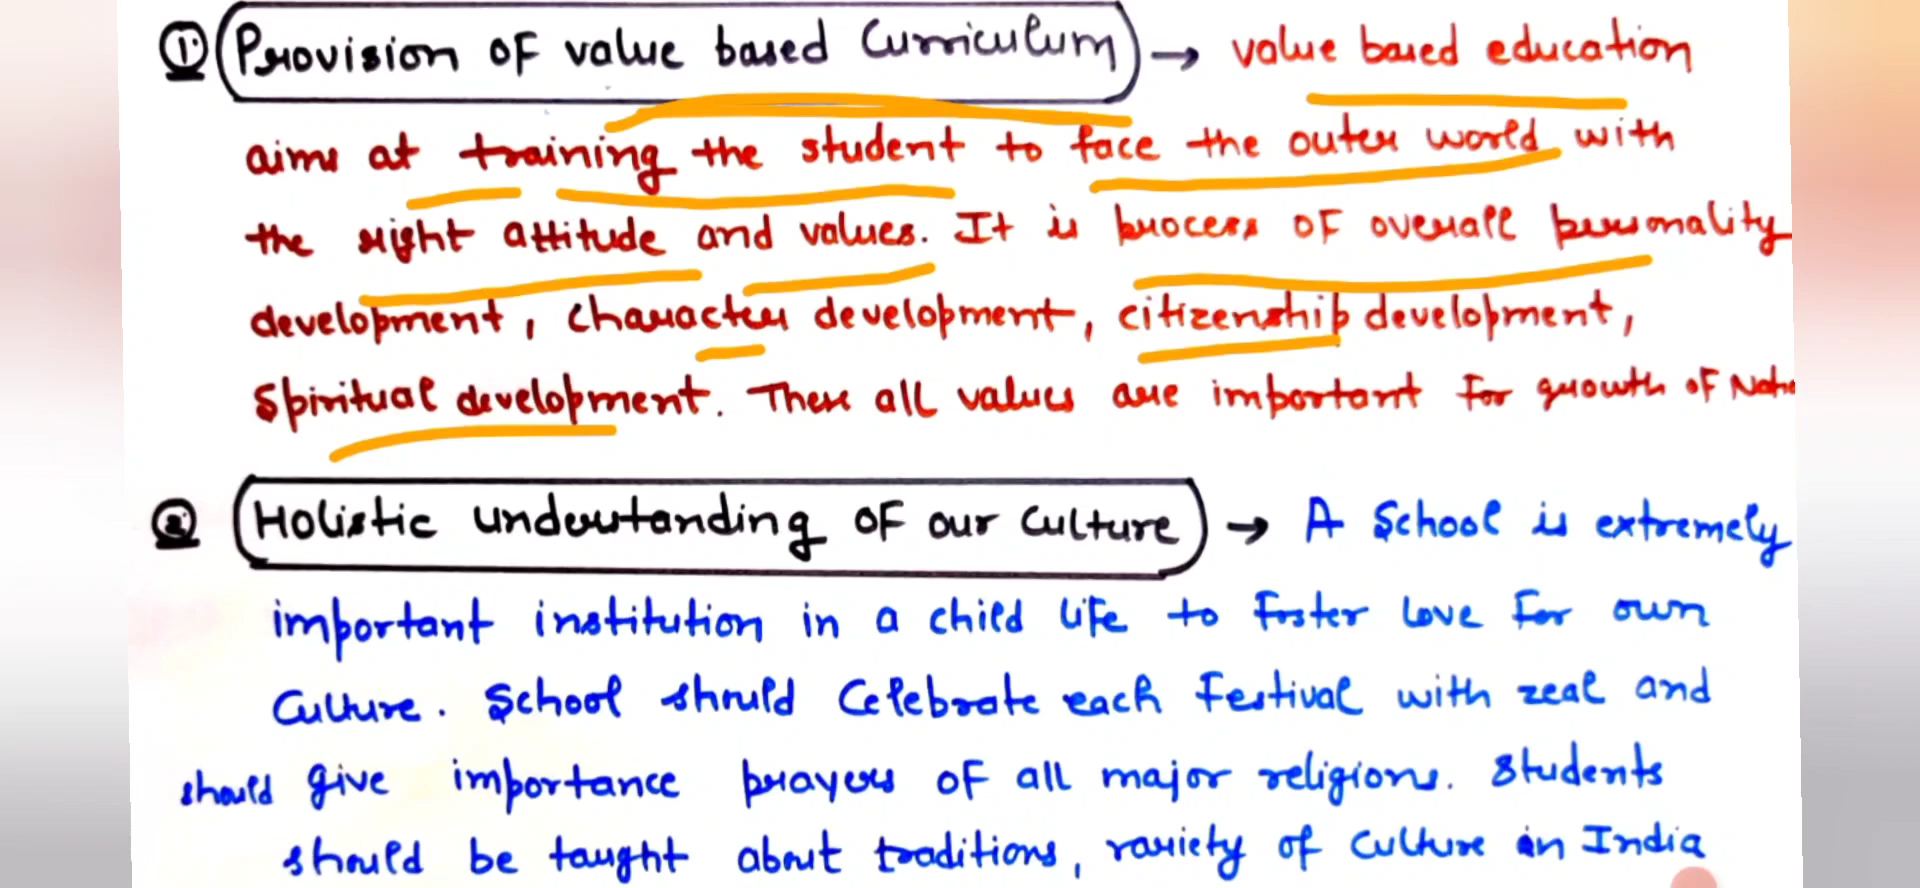 ① Provision of value based Curriculum → value based education
aims at training the student to face the outer world with
the right attitude and values. It is process of overall personality
development, character development, citizenship development,
Spiritual development. These all values are important for growth of
② Holistic understanding of our culture → A School is extremely
important institution in a child life to foster love for own
Culture. School should Celebrate each Festival with zeal and
should give importance prayers of all major religions. Students
should be taught about traditions, variety of Culture in India